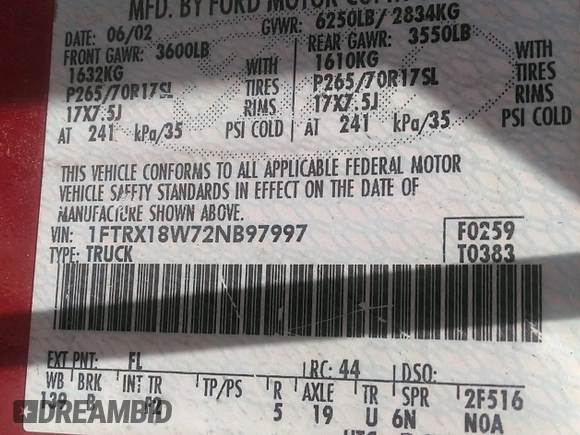 MFD. BY FORD MOTOR
DATE: 06/02 GVWR: 6250LB/ 2834KG
FRONT GAWR: 3600LB REAR GAWR: 3550LB
1632KG WITH 1610KG WITH
P265/70R17SL TIRES P265/70R17SL TIRES
17X7.5J RIMS 17X7.5J RIMS
AT 241 kPa/35 PSI COLD AT 241 kPa/35 PSI COLD
THIS VEHICLE CONFORMS TO ALL APPLICABLE FEDERAL MOTOR
VEHICLE SAFETY STANDARDS IN EFFECT ON THE DATE OF
MANUFACTURE SHOWN ABOVE.
VIN: 1FTRX18W72NB97997 F0259
TYPE: TRUCK T0383
EXT PNT: FL RC: 44 DSO:
WB BRK INT TR TP/PS R AXLE TR SPR 2F516
139 B F2 5 19 U 6N N0A
DREAMBID